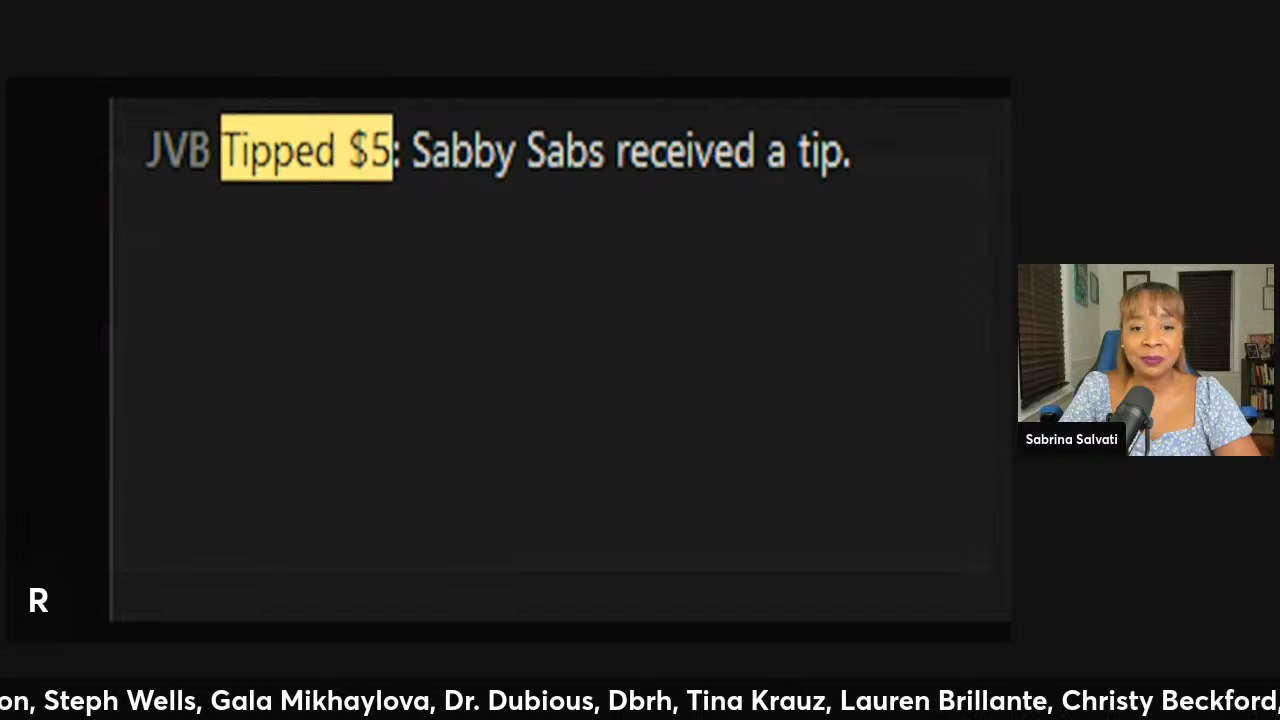 JVB Tipped $5: Sabby Sabs received a tip.
Sabrina Salvati
R
on, Steph Wells, Gala Mikhaylova, Dr. Dubious, Dbrh, Tina Krauz, Lauren Brillante, Christy Beckford,